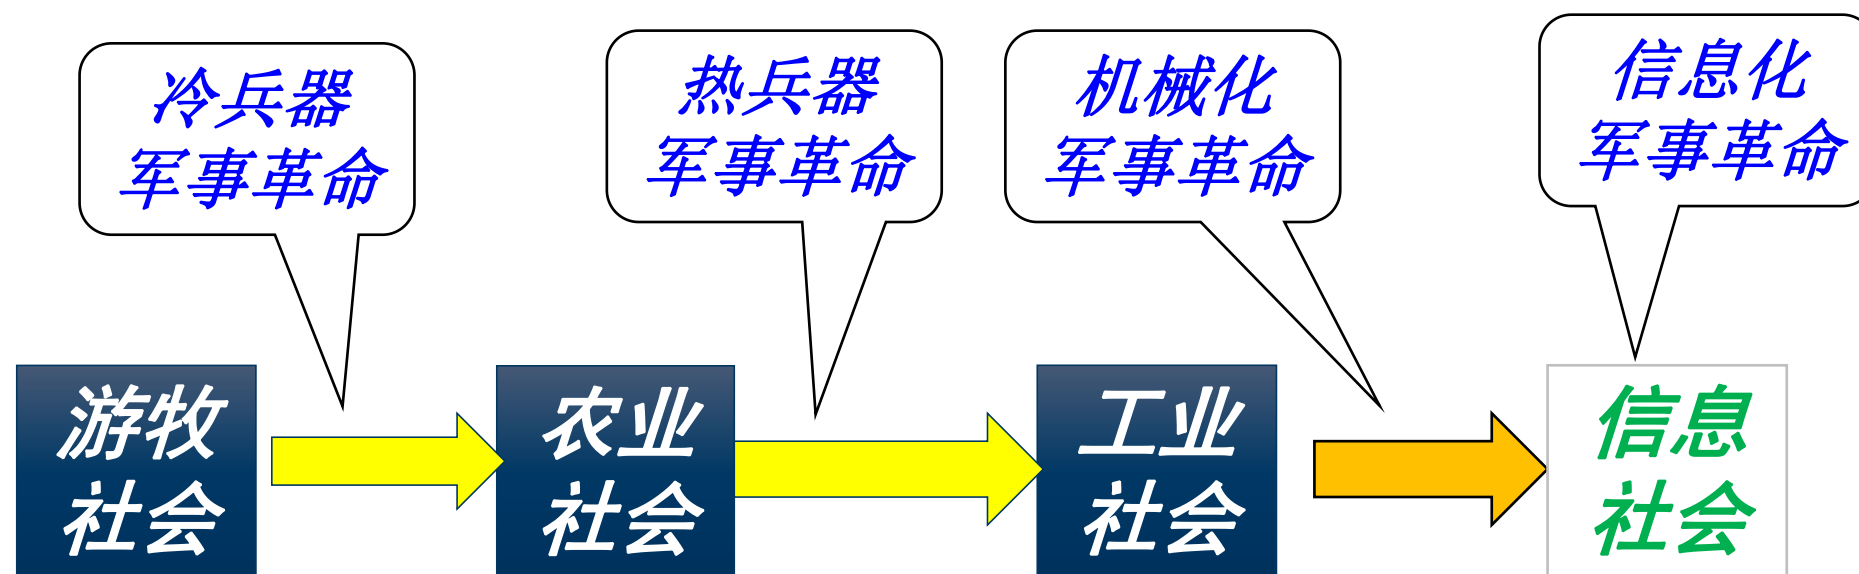 冷兵器
军事革命
热兵器
军事革命
机械化
军事革命
信息化
军事革命
游牧
社会
农业
社会
工业
社会
信息
社会